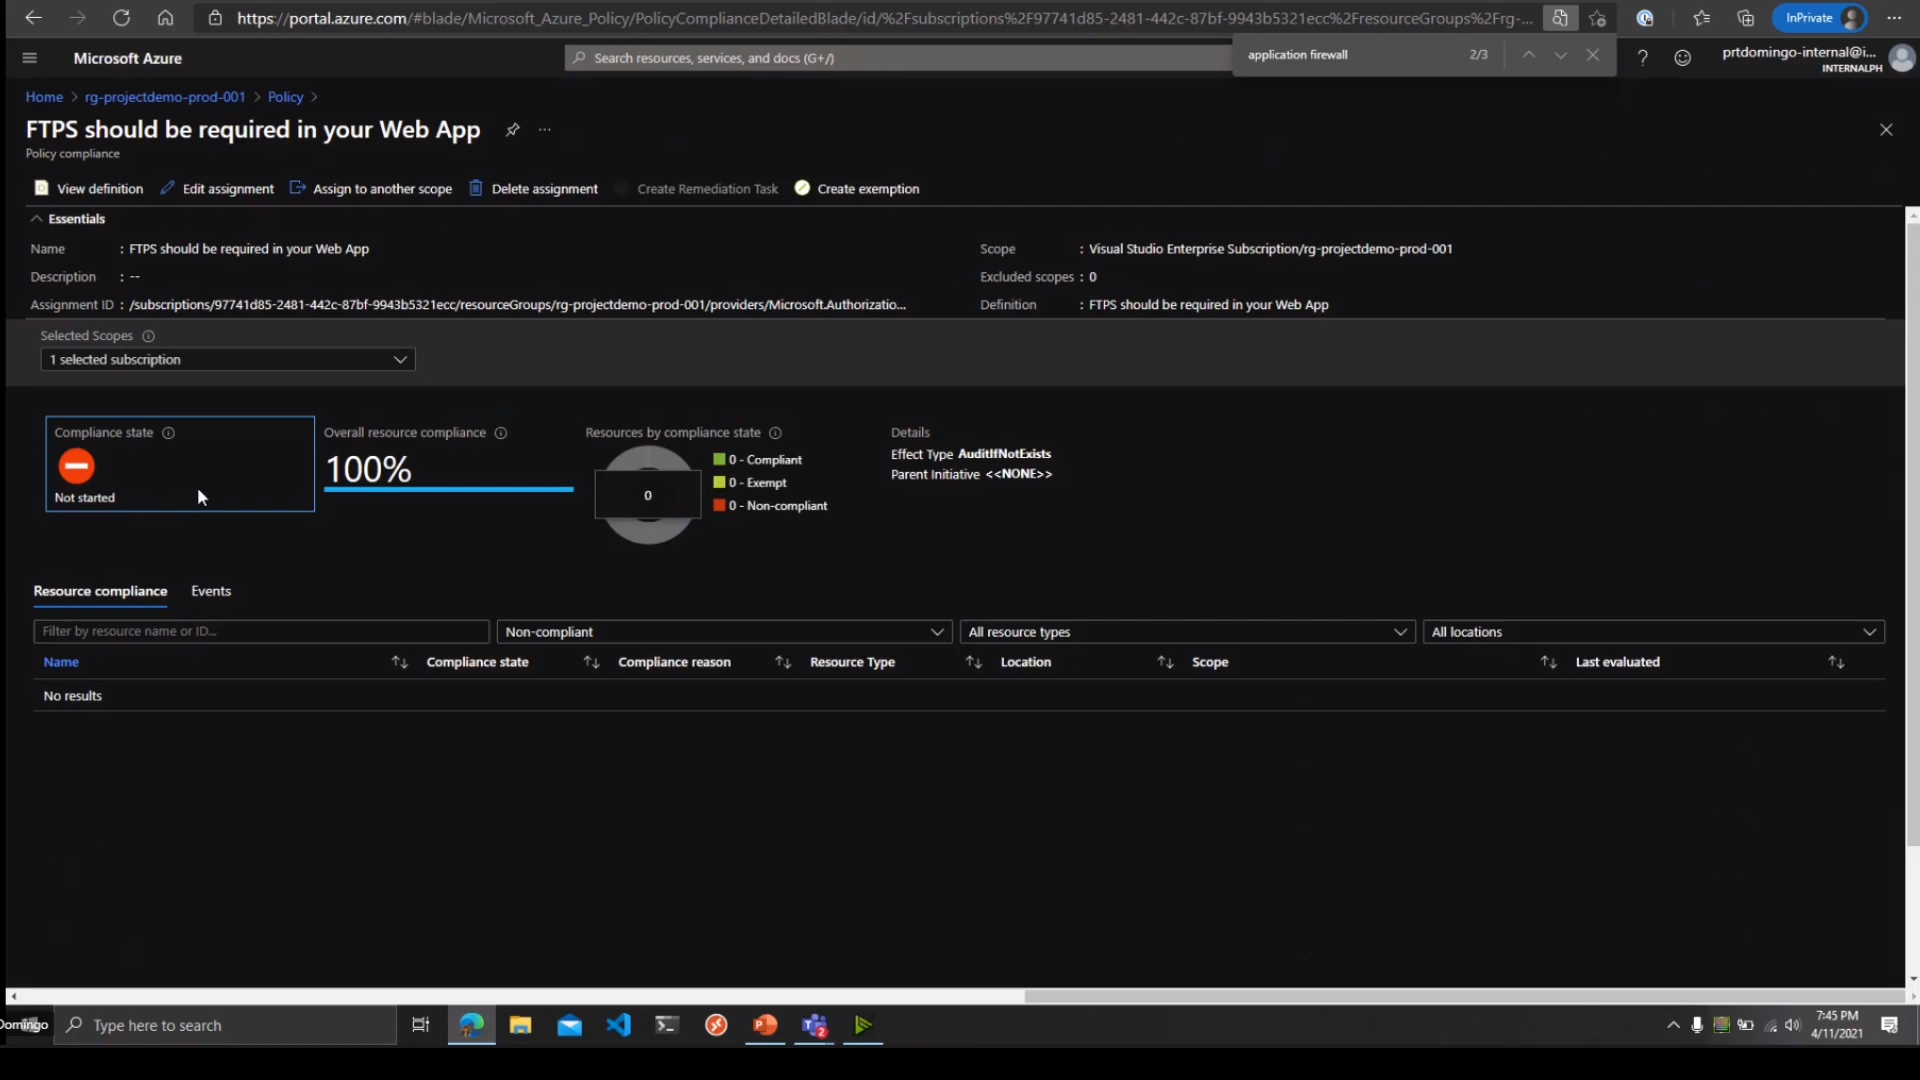 https://portal.azure.com/#blade/Microsoft_Azure_Policy/PolicyComplianceDetailedBlade/id/%2Fsubscriptions%2F97741d85-2481-442c-87bf-9943b5321ecc%2FresourceGroups%2Frg-...
InPrivate
Microsoft Azure
Search resources, services, and docs (G+/)
application firewall 2/3
prtdomingo-internal@i...
INTERNALPH
Home > rg-projectdemo-prod-001 > Policy >
FTPS should be required in your Web App ...
Policy compliance
View definition Edit assignment Assign to another scope Delete assignment Create Remediation Task Create exemption
Essentials
Name : FTPS should be required in your Web App Scope : Visual Studio Enterprise Subscription/rg-projectdemo-prod-001
Description : -- Excluded scopes : 0
Assignment ID : /subscriptions/97741d85-2481-442c-87bf-9943b5321ecc/resourceGroups/rg-projectdemo-prod-001/providers/Microsoft.Authorizatio... Definition : FTPS should be required in your Web App
Selected Scopes
1 selected subscription
Compliance state Overall resource compliance Resources by compliance state Details
Effect Type AuditIfNotExists
0 - Compliant
100%
Parent Initiative <<NONE>>
0 - Exempt
Not started
0
0 - Non-compliant
Resource compliance Events
Filter by resource name or ID... Non-compliant All resource types All locations
Name Compliance state Compliance reason Resource Type Location Scope Last evaluated
No results
Domingo Type here to search
2
7:45 PM
4/11/2021